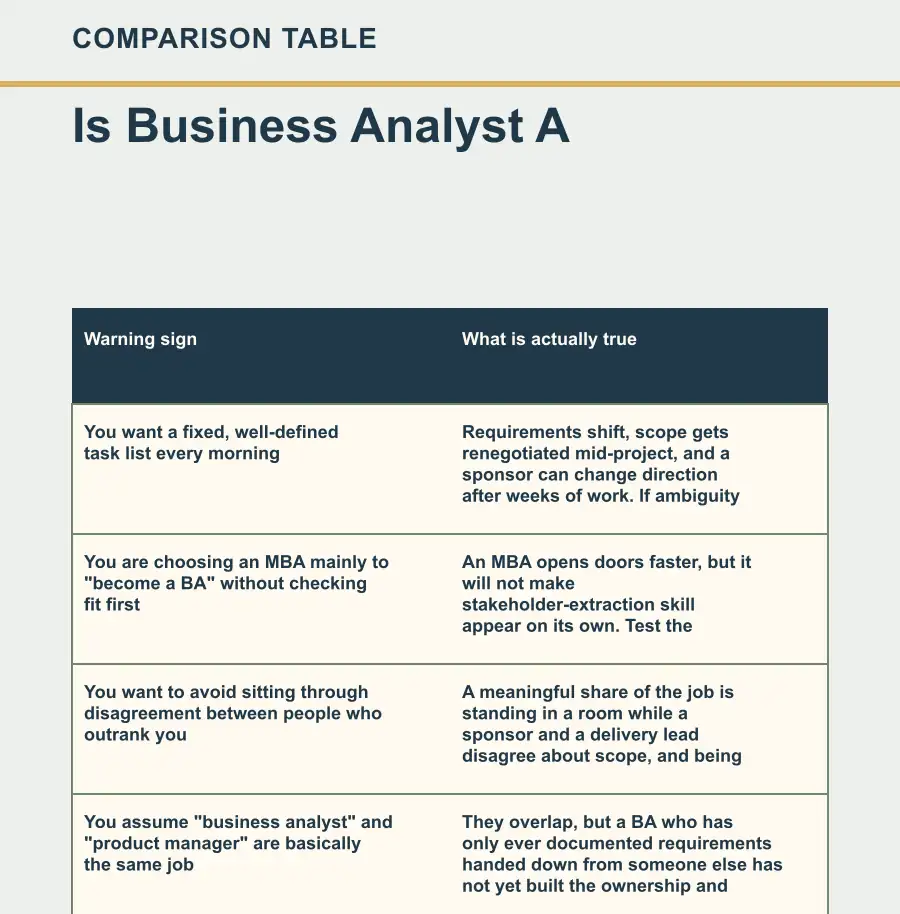 COMPARISON TABLE
Is Business Analyst A
Warning sign
What is actually true
You want a fixed, well-defined
task list every morning
Requirements shift, scope gets
renegotiated mid-project, and a
sponsor can change direction
after weeks of work. If ambiguity
You are choosing an MBA mainly to
"become a BA" without checking
fit first
An MBA opens doors faster, but it
will not make
stakeholder-extraction skill
appear on its own. Test the
You want to avoid sitting through
disagreement between people who
outrank you
A meaningful share of the job is
standing in a room while a
sponsor and a delivery lead
disagree about scope, and being
You assume "business analyst" and
"product manager" are basically
the same job
They overlap, but a BA who has
only ever documented requirements
handed down from someone else has
not yet built the ownership and